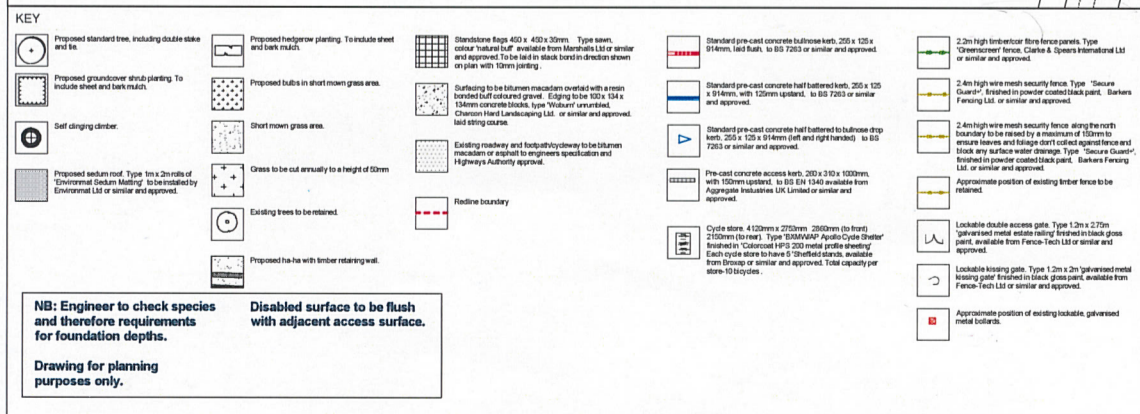 KEY
Proposed standard tree, including double stake
and tie.
Proposed groundcover shrub planting. To
include sheet and bark mulch.
Self clinging climber.
Proposed sedum roof. Type 1m x 2m rolls of
'Environmat Sedum Matting' to be installed by
Environmat Ltd or similar and approved.
Proposed hedgerow planting. To include sheet
and bark mulch.
Proposed bulbs in short mown grass area.
Short mown grass area.
Grass to be cut annually to a height of 50mm
Existing trees to be retained.
Proposed ha-ha with timber retaining wall.
Standstone flags 450 x 450 x 35mm. Type sawn,
colour 'natural buff' available from Marshalls Ltd or similar
and approved. To be laid in stack bond in direction shown
on plan with 10mm jointing.
Surfacing to be bitumen macadam overlaid with a resin
bonded buff coloured gravel. Edging to be 100 x 134 x
134mm concrete blocks, type 'Woburn' unrumbled,
Charcon Hard Landscaping Ltd. or similar and approved.
laid string course.
Existing roadway and footpath/cycleway to be bitumen
macadam or asphalt to engineers specification and
Highways Authority approval.
Redline boundary
Standard pre-cast concrete bullnose kerb, 255 x 125 x
914mm, laid flush, to BS 7263 or similar and approved.
Standard pre-cast concrete half battered kerb, 255 x 125
x 914mm, with 125mm upstand, to BS 7263 or similar
and approved.
Standard pre-cast concrete half battered to bullnose drop
kerb, 255 x 125 x 914mm (left and right handed) to BS
7263 or similar and approved.
Pre-cast concrete access kerb, 260 x 310 x 1000mm,
with 150mm upstand, to BS EN 1340 available from
Aggregate Industries UK Limited or similar and
approved.
Cycle store. 4120mm x 2753mm 2860mm (to front)
2150mm (to rear). Type 'BXMW/AP Apollo Cycle Shelter'
finished in 'Colorcoat HPS 200 metal profile sheeting'
Each cycle store to have 5 'Sheffield stands, available
from Broxap or similar and approved. Total capacity per
store-10 bicycles.
2.2m high timber/coir fibre fence panels. Type
'Greenscreen' fence, Clarke & Spears International Ltd
or similar and approved.
2.4m high wire mesh security fence. Type 'Secure
Guard+', finished in powder coated black paint, Barkers
Fencing Ltd. or similar and approved.
2.4m high wire mesh security fence along the north
boundary to be raised by a maximum of 150mm to
ensure leaves and foliage don't collect against fence and
block any surface water drainage. Type 'Secure Guard+',
finished in powder coated black paint, Barkers Fencing
Ltd. or similar and approved.
Approximate position of existing timber fence to be
retained.
Lockable double access gate. Type 1.2m x 2.75m
'galvanised metal estate railing' finished in black gloss
paint, available from Fence-Tech Ltd or similar and
approved.
Lockable kissing gate. Type 1.2m x 2m 'galvanised metal
kissing gate' finished in black gloss paint, available from
Fence-Tech Ltd or similar and approved.
Approximate position of existing lockable, galvanised
metal bollards.
NB: Engineer to check species
and therefore requirements
for foundation depths.
Drawing for planning
purposes only.
Disabled surface to be flush
with adjacent access surface.